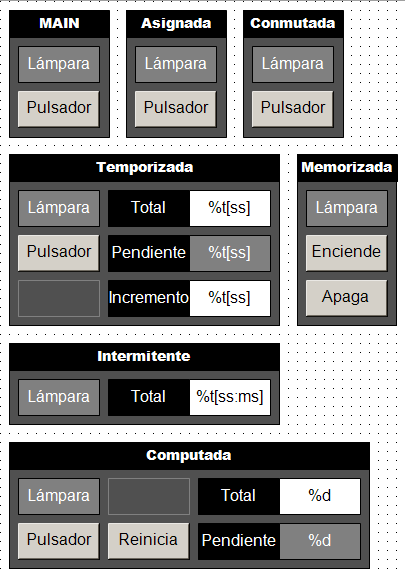 MAIN Asignada Conmutada
Lámpara Lámpara Lámpara
Pulsador Pulsador Pulsador
Temporizada Memorizada
Lámpara Total %t[ss] Lámpara
Pulsador Pendiente %t[ss] Enciende
Incremento %t[ss] Apaga
Intermitente
Lámpara Total %t[ss:ms]
Computada
Lámpara Total %d
Pulsador Reinicia Pendiente %d